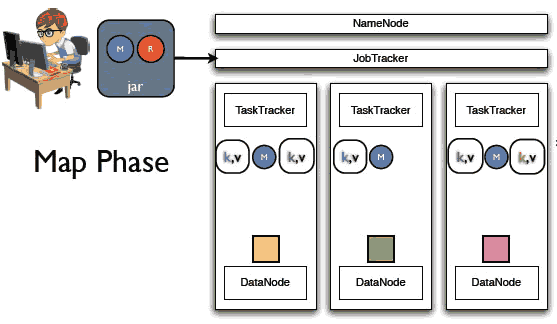 NameNode
M R
jar
JobTracker
Map Phase
TaskTracker
k,v M k,v
DataNode
TaskTracker
k,v M
DataNode
TaskTracker
k,v M k,v
DataNode